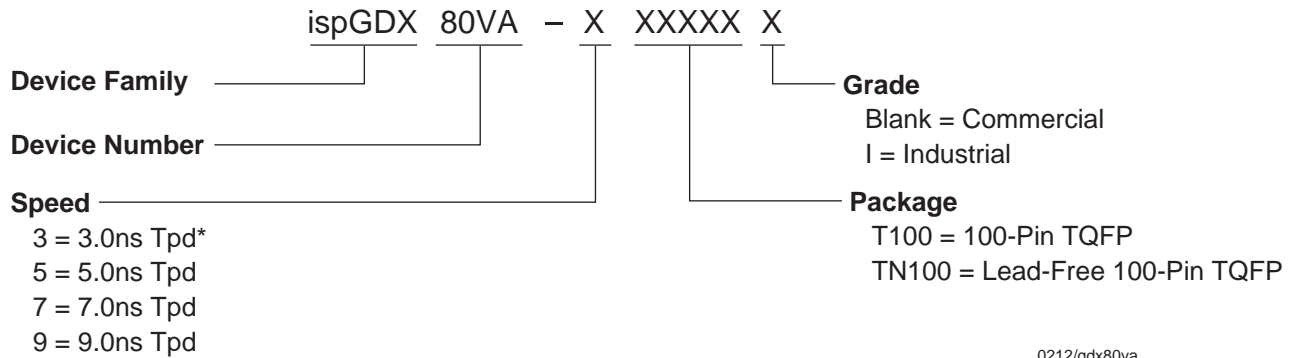 ispGDX 80VA – X XXXXX X
Device Family
Device Number
Speed
3 = 3.0ns Tpd*
5 = 5.0ns Tpd
7 = 7.0ns Tpd
9 = 9.0ns Tpd
Grade
Blank = Commercial
I = Industrial
Package
T100 = 100-Pin TQFP
TN100 = Lead-Free 100-Pin TQFP
0212/gdx80va